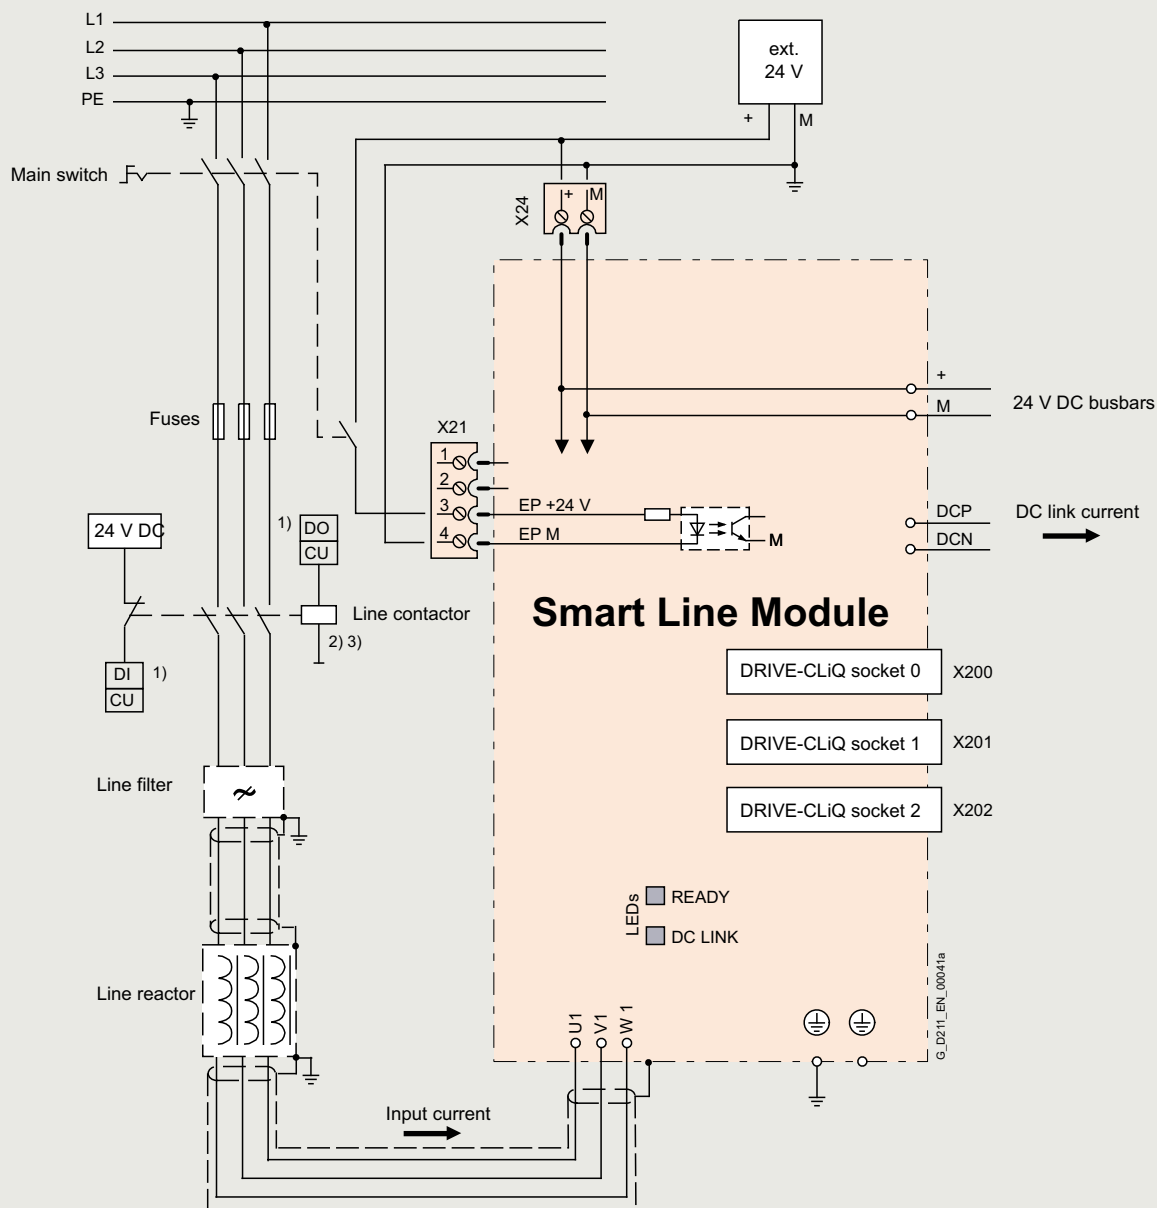 L1
L2
L3
PE
ext.
24 V
+
M
Main switch
X24
+ M
+
M
24 V DC busbars
Fuses
X21
1
2
3
4
EP +24 V
EP M
M
DCP
DCN
DC link current
24 V DC
1)
DO
CU
Line contactor
2) 3)
DI
CU
1)
Smart Line Module
DRIVE-CLiQ socket 0
X200
DRIVE-CLiQ socket 1
X201
DRIVE-CLiQ socket 2
X202
Line filter
LEDs
READY
DC LINK
Line reactor
U1
V1
W 1
G_D211_EN_00041a
Input current